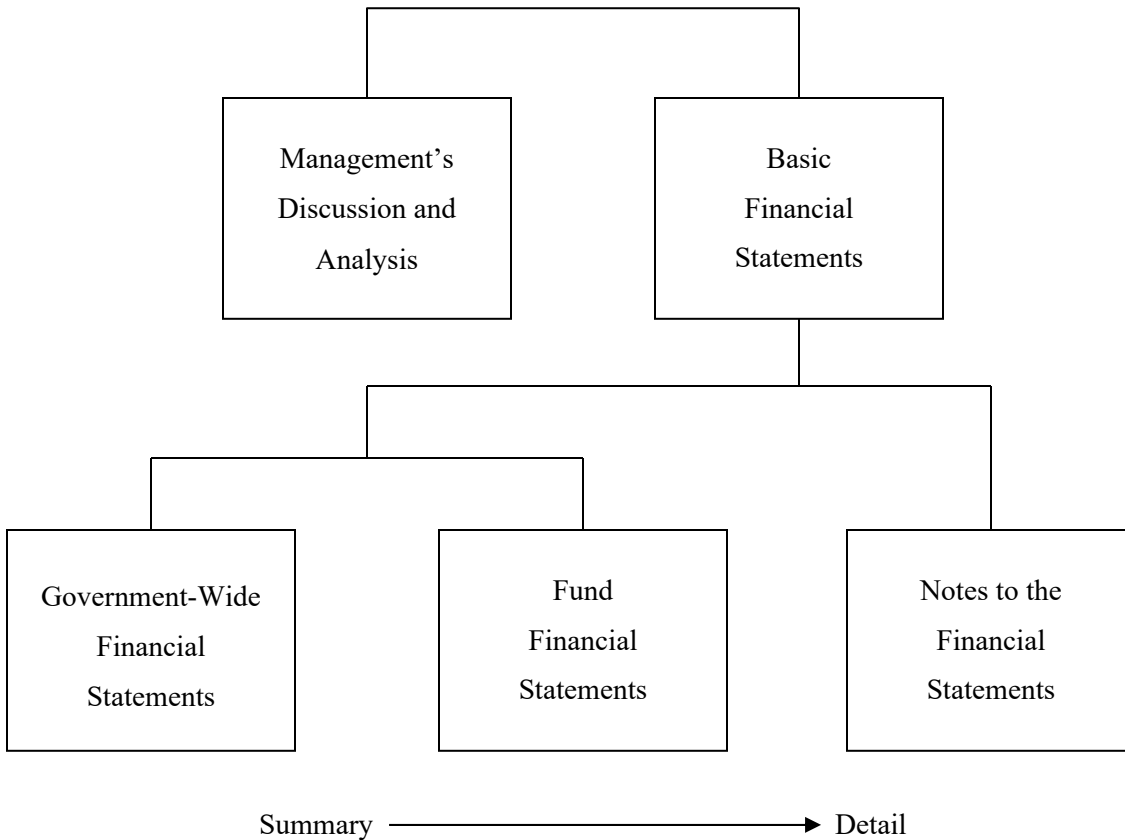 Management’s
Discussion and
Analysis
Basic
Financial
Statements
Government-Wide
Financial
Statements
Fund
Financial
Statements
Notes to the
Financial
Statements
Summary
Detail